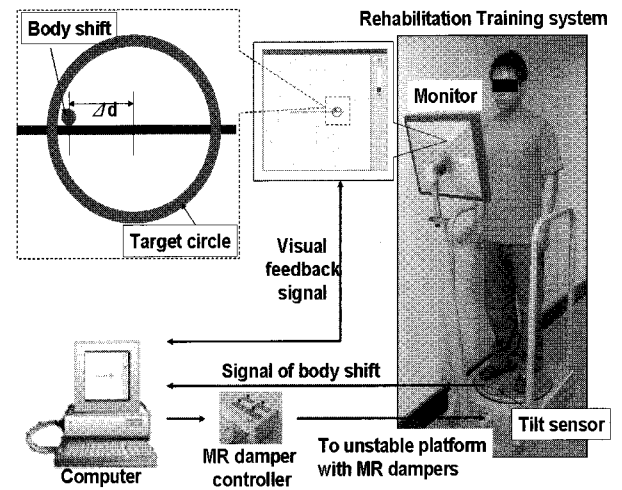 Rehabilitation Training system
Body shift
⊿d
Monitor
Target circle
Visual
feedback
signal
Signal of body shift
Tilt sensor
To unstable platform
with MR dampers
MR damper
controller
Computer